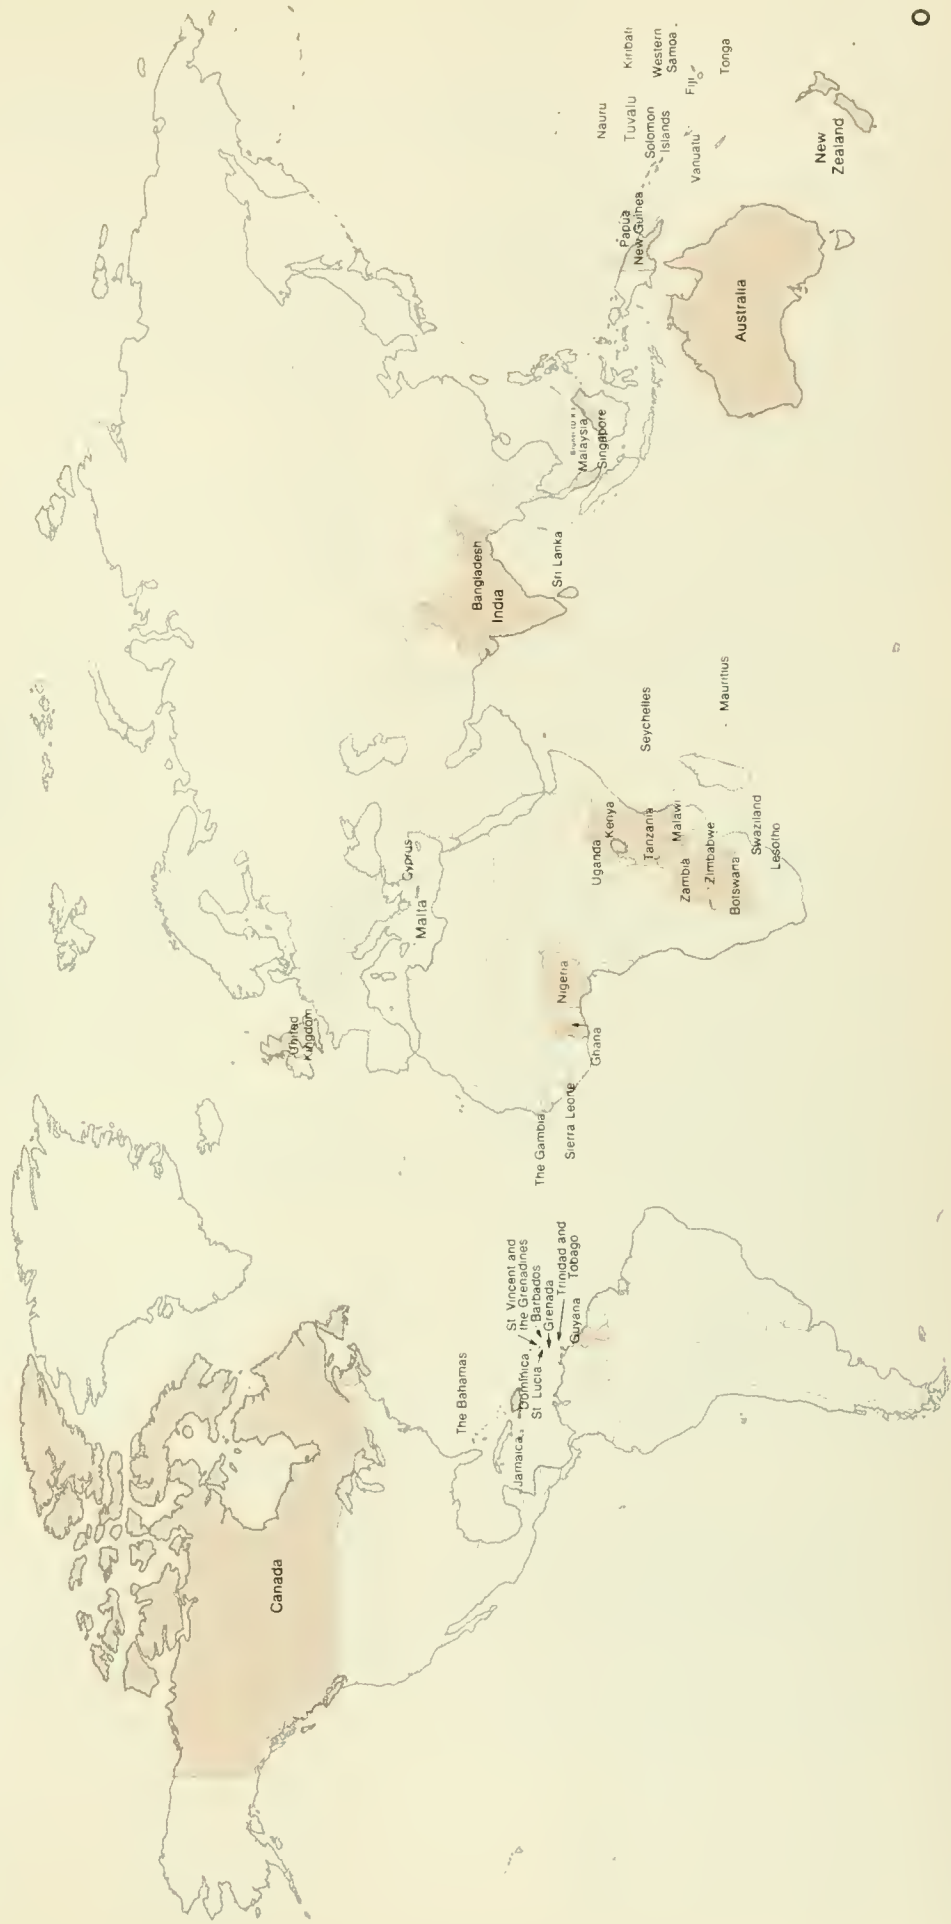 Canada
The Bahamas
Jamaica
Dominica
St Lucia
St Vincent and
the Grenadines
Barbados
Grenada
Trinidad and
Tobago
Guyana
United
Kingdom
The Gambia
Sierra Leone
Ghana
Nigeria
Malta
Cyprus
Uganda
Kenya
Tanzania
Malawi
Zambia
Zimbabwe
Botswana
Swaziland
Lesotho
Seychelles
Mauritius
Bangladesh
India
Sri Lanka
Brunei (U.K.)
Malaysia
Singapore
Australia
Papua
New Guinea
Nauru
Tuvalu
Solomon
Islands
Vanuatu
Kiribati
Western
Samoa
Fiji
Tonga
New
Zealand
O